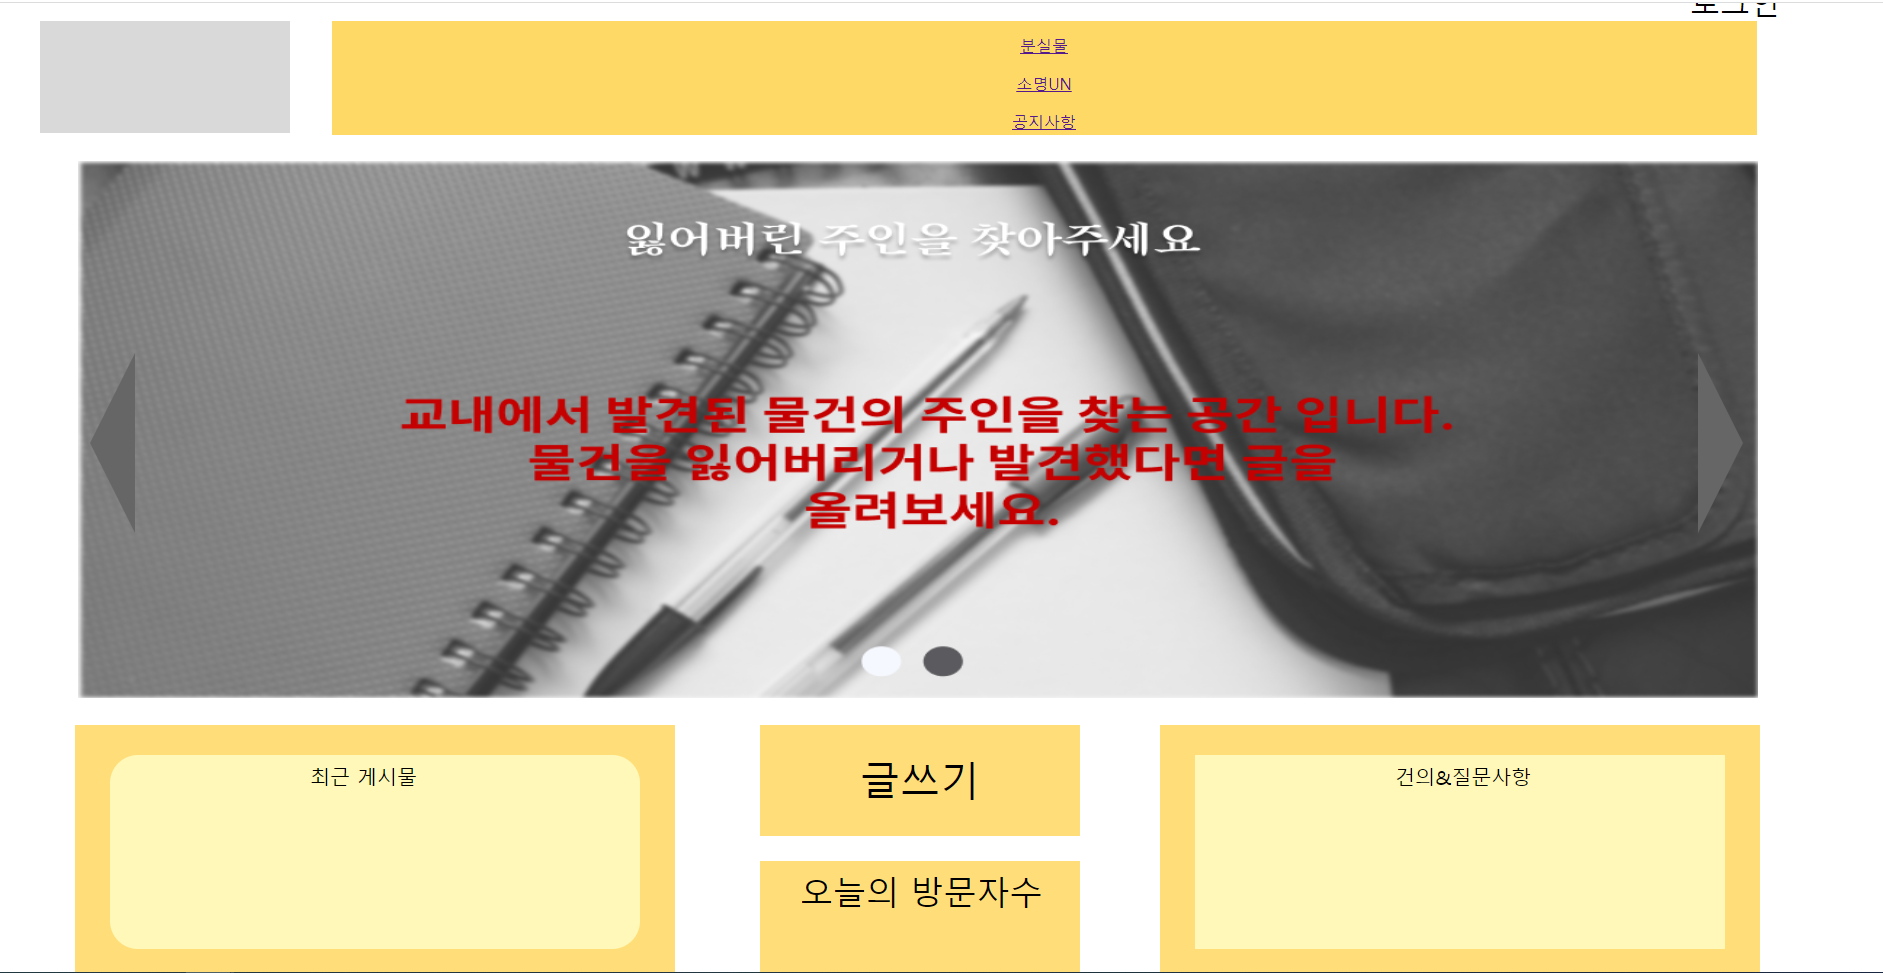 로그인
분실물
소명UN
공지사항
잃어버린 주인을 찾아주세요
교내에서 발견된 물건의 주인을 찾는 공간 입니다.
물건을 잃어버리거나 발견했다면 글을
올려보세요.
최근 게시물
글쓰기
건의&질문사항
오늘의 방문자수